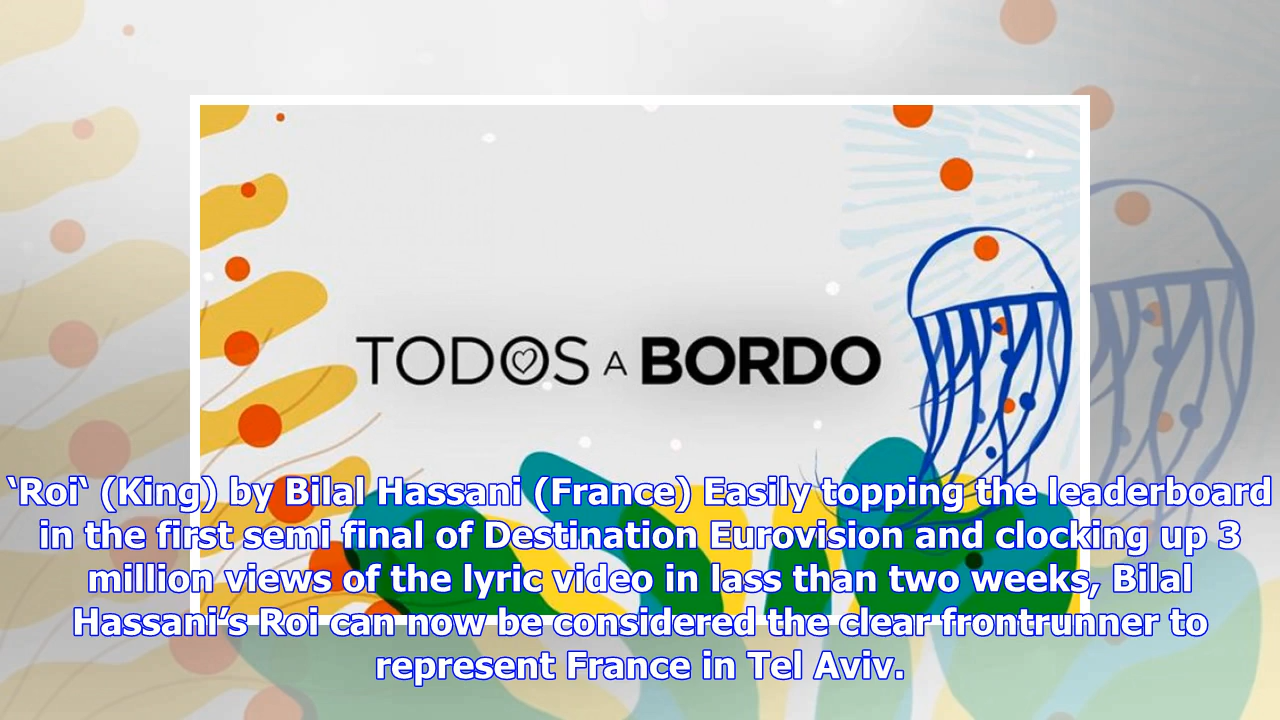 TODOS A BORDO
‘Roi‘ (King) by Bilal Hassani (France) Easily topping the leaderboard
in the first semi final of Destination Eurovision and clocking up 3
million views of the lyric video in lass than two weeks, Bilal
Hassani’s Roi can now be considered the clear frontrunner to
represent France in Tel Aviv.